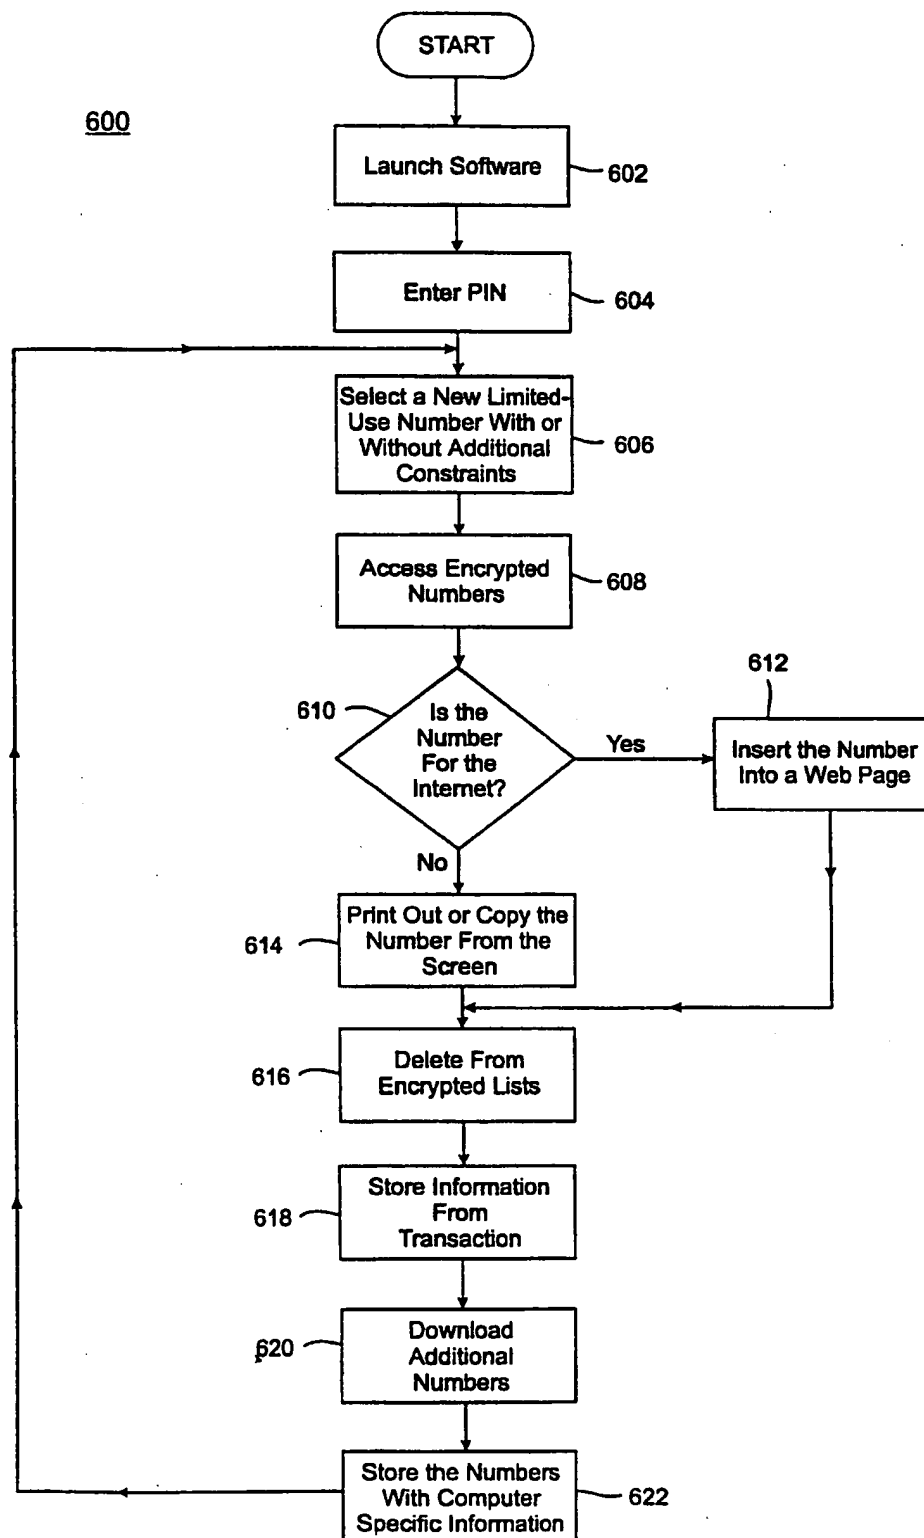 START
600
Launch Software
602
Enter PIN
604
Select a New Limited-
Use Number With or
Without Additional
Constraints
606
Access Encrypted
Numbers
608
610
Is the
Number
For the
Internet?
Yes
612
Insert the Number
Into a Web Page
No
Print Out or Copy the
Number From the
Screen
614
Delete From
Encrypted Lists
616
Store Information
From
Transaction
618
Download
Additional
Numbers
620
Store the Numbers
With Computer
Specific Information
622